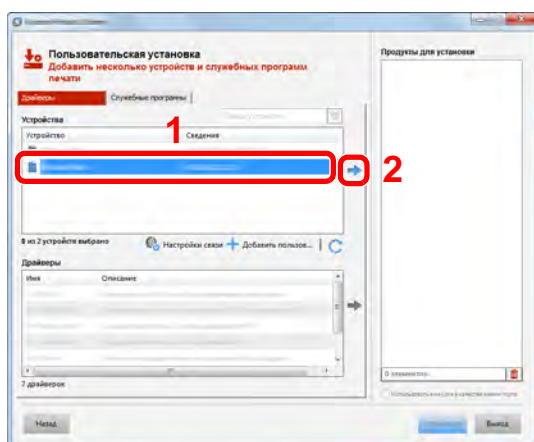 Пользовательская установка
Добавить несколько устройств и служебных программ
печати
Драйверы
Служебные программы
Устройства
Устройство
Сведения
1
2
0 из 2 устройств выбрано
Настройки связи
Добавить пользов...
Драйверы
Имя
Описание
7 драйверов
Продукты для установки
Назад
Выход